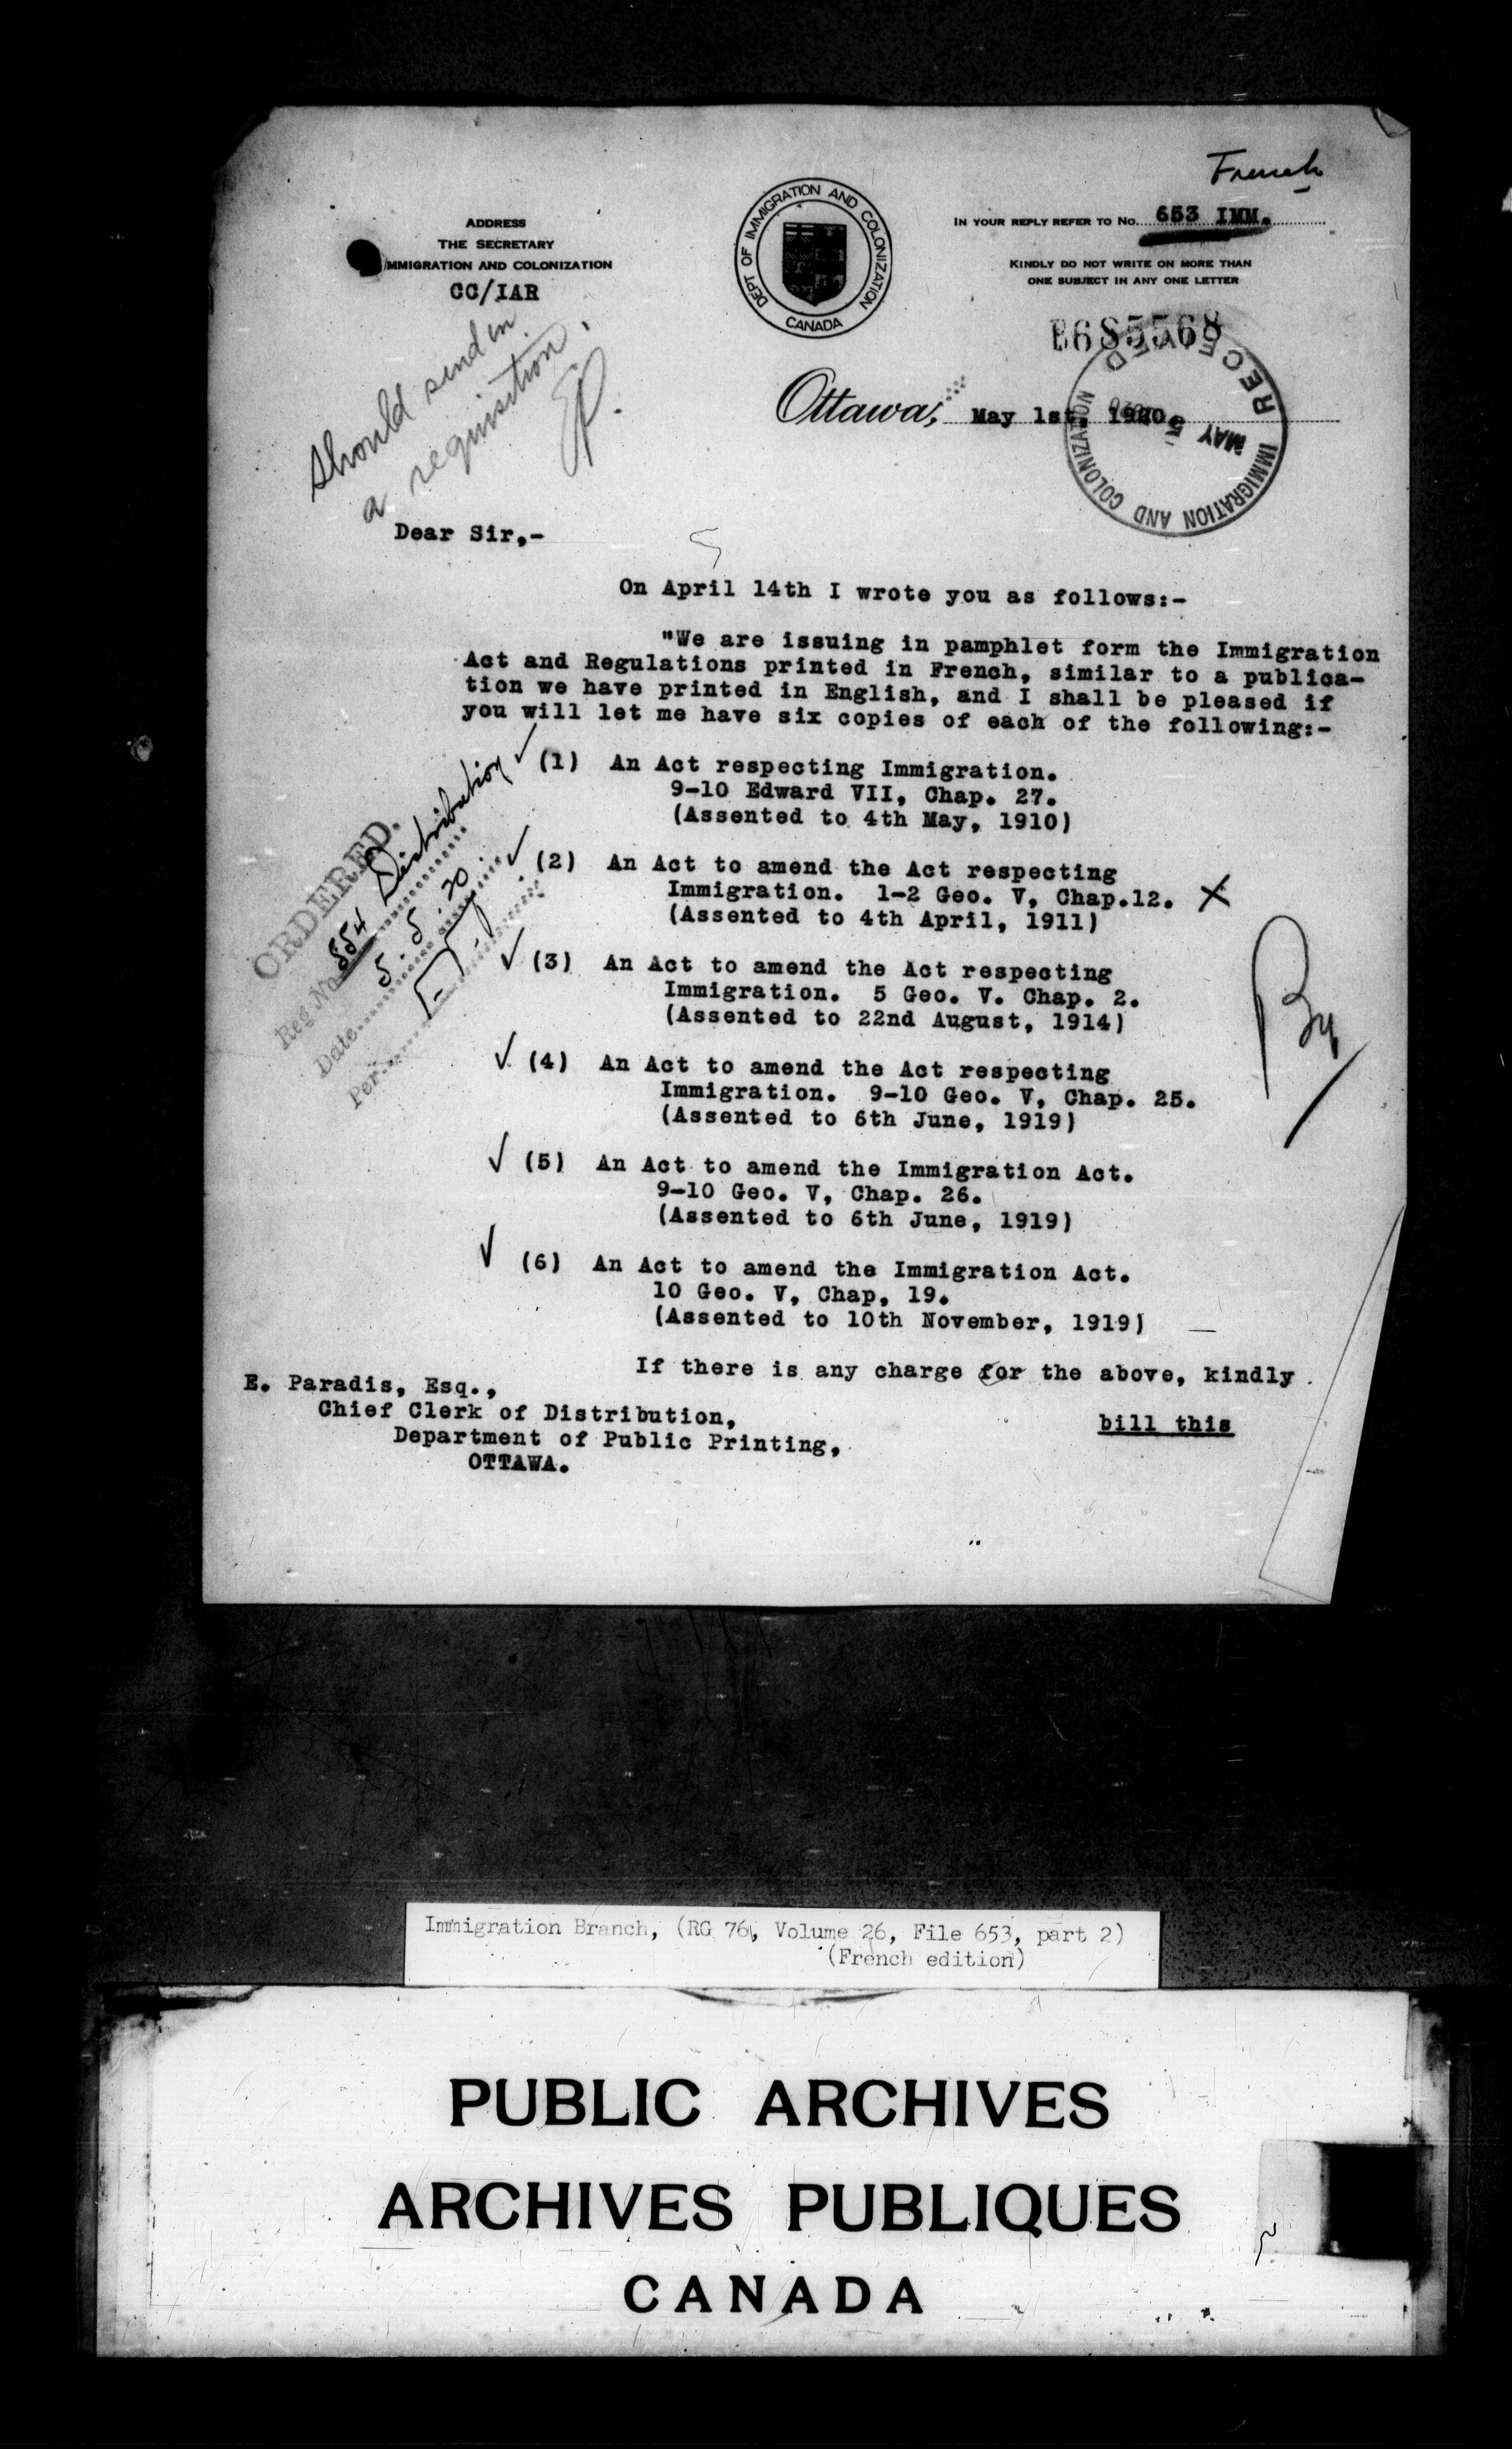 French
ADDRESS
THE SECRETARY
IMMIGRATION AND COLONIZATION
CC/IAR
DEPT OF IMMIGRATION AND COLONIZATION
CANADA
IN YOUR REPLY REFER TO No. 653 IMM.
KINDLY DO NOT WRITE ON MORE THAN
ONE SUBJECT IN ANY ONE LETTER
Should send in
a requisition.
EP.
B685568
RECEIVED
MAY 5 1920
IMMIGRATION AND COLONIZATION
Ottawa, May 1st, 1920.
Dear Sir,-
On April 14th I wrote you as follows:-
"We are issuing in pamphlet form the Immigration
Act and Regulations printed in French, similar to a publica-
tion we have printed in English, and I shall be pleased if
you will let me have six copies of each of the following:-
(1) An Act respecting Immigration.
9-10 Edward VII, Chap. 27.
(Assented to 4th May, 1910)
(2) An Act to amend the Act respecting
Immigration. 1-2 Geo. V, Chap.12. X
(Assented to 4th April, 1911)
(3) An Act to amend the Act respecting
Immigration. 5 Geo. V. Chap. 2.
(Assented to 22nd August, 1914)
(4) An Act to amend the Act respecting
Immigration. 9-10 Geo. V, Chap. 25.
(Assented to 6th June, 1919)
(5) An Act to amend the Immigration Act.
9-10 Geo. V, Chap. 26.
(Assented to 6th June, 1919)
(6) An Act to amend the Immigration Act.
10 Geo. V, Chap, 19.
(Assented to 10th November, 1919)
ORDERED.
Reg. No. 554 Distribution
Date 5.5.20
Per
If there is any charge for the above, kindly
bill this
E. Paradis, Esq.,
Chief Clerk of Distribution,
Department of Public Printing,
OTTAWA.
Immigration Branch, (RG 76, Volume 26, File 653, part 2)
(French edition)
PUBLIC ARCHIVES
ARCHIVES PUBLIQUES
CANADA